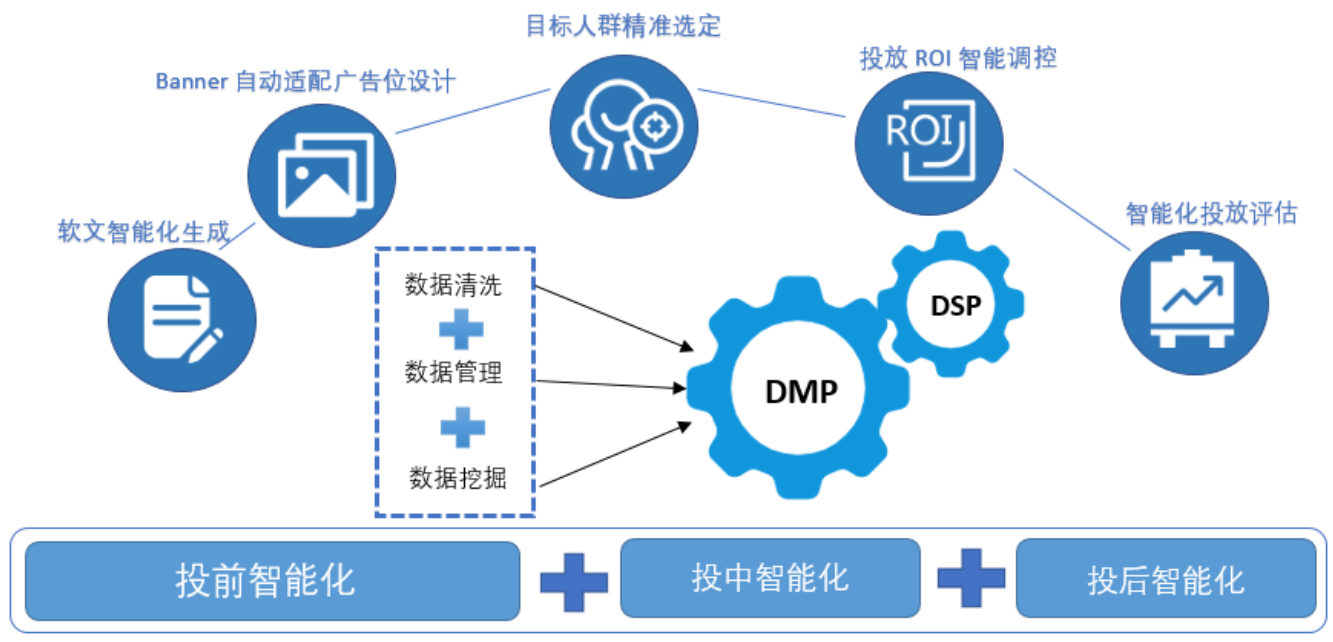 目标人群精准选定
投放 ROI 智能调控
Banner 自动适配广告位设计
ROI
智能化投放评估
软文智能化生成
数据清洗
DSP
数据管理
DMP
数据挖掘
投前智能化
投中智能化
投后智能化